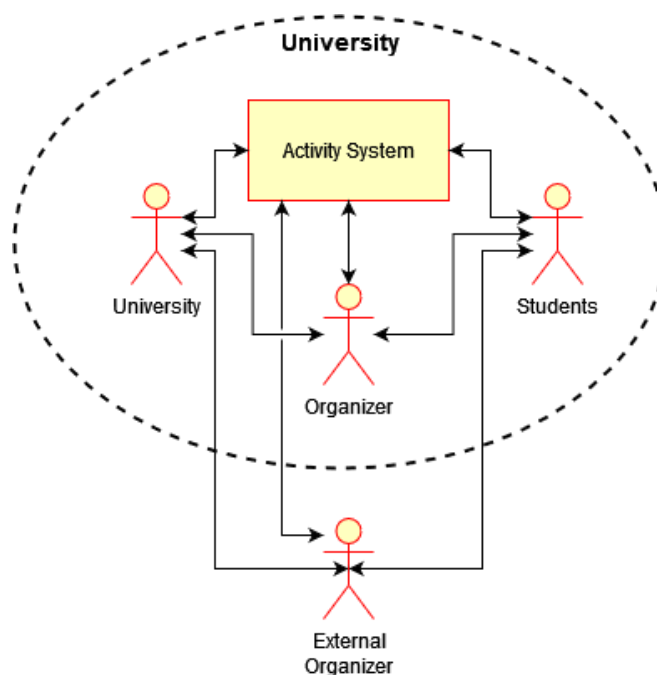 University
Activity System
University
Students
Organizer
External
Organizer